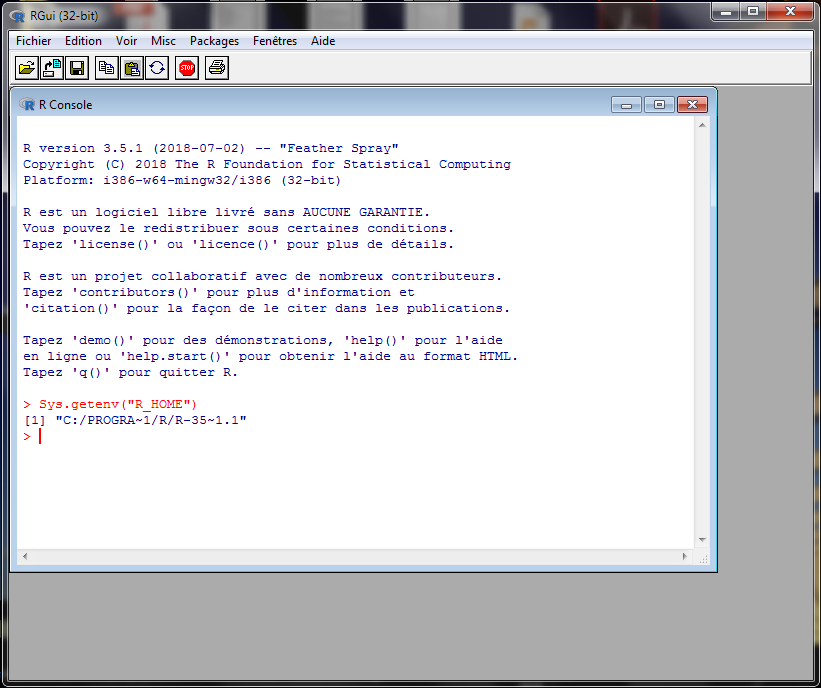 RGui (32-bit)
Fichier Edition Voir Misc Packages Fenêtres Aide
STOP
R Console
R version 3.5.1 (2018-07-02) -- "Feather Spray"
Copyright (C) 2018 The R Foundation for Statistical Computing
Platform: i386-w64-mingw32/i386 (32-bit)
R est un logiciel libre livré sans AUCUNE GARANTIE.
Vous pouvez le redistribuer sous certaines conditions.
Tapez 'license()' ou 'licence()' pour plus de détails.
R est un projet collaboratif avec de nombreux contributeurs.
Tapez 'contributors()' pour plus d'information et
'citation()' pour la façon de le citer dans les publications.
Tapez 'demo()' pour des démonstrations, 'help()' pour l'aide
en ligne ou 'help.start()' pour obtenir l'aide au format HTML.
Tapez 'q()' pour quitter R.
> Sys.getenv("R_HOME")
[1] "C:/PROGRA~1/R/R-35~1.1"
>